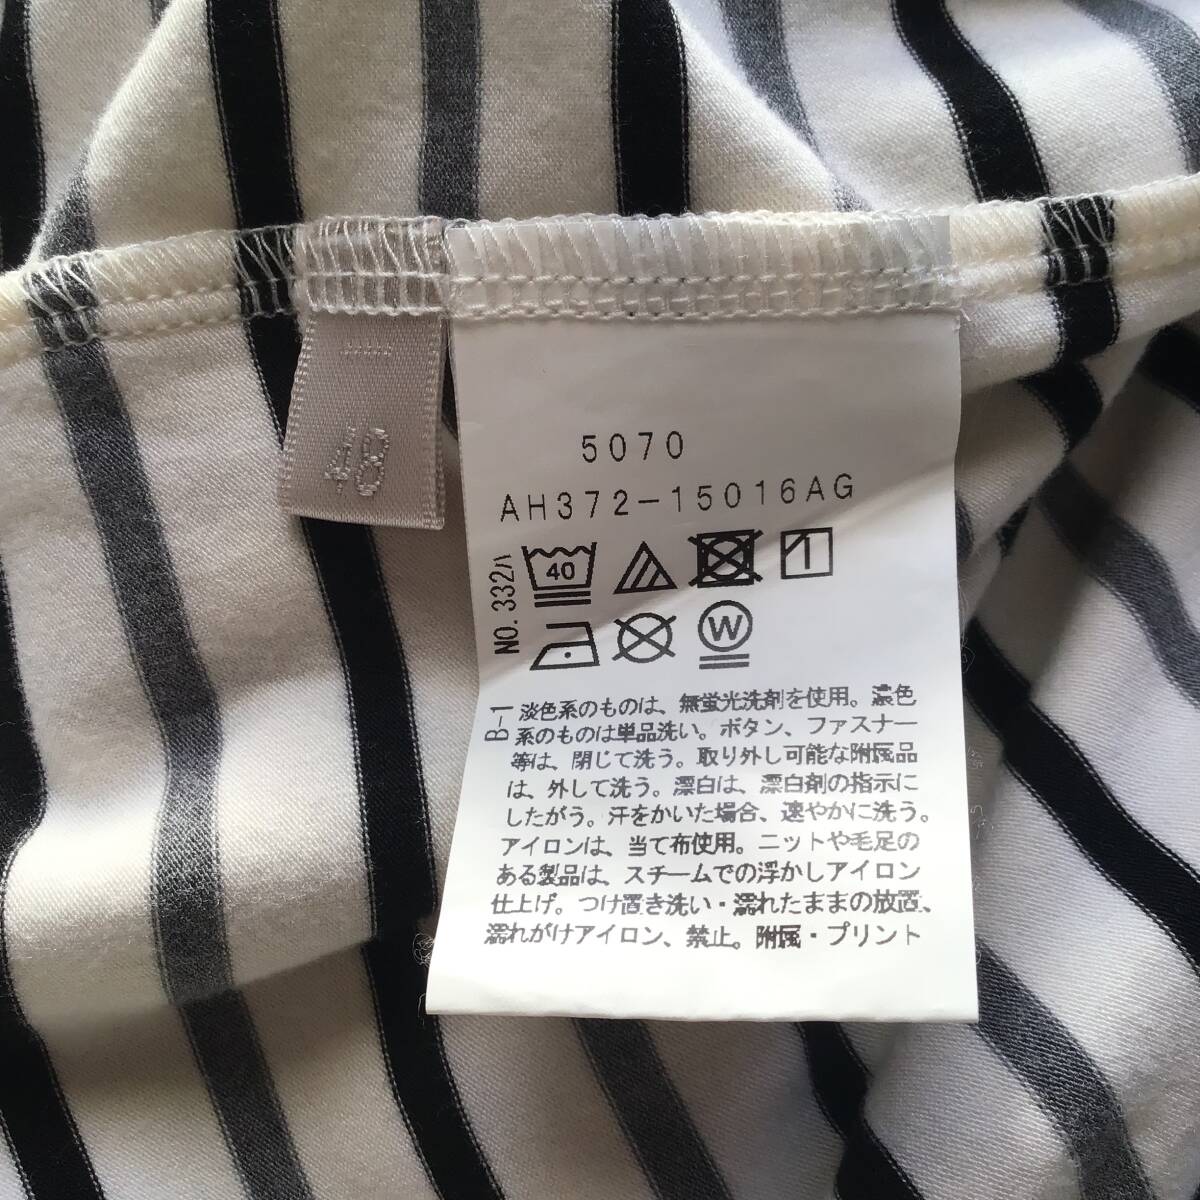 48
5070
AH372-15016AG
NO.332ハ
40
W
B-1
淡色系のものは、無蛍光洗剤を使用。濃色
系のものは単品洗い。ボタン、ファスナー
等は、閉じて洗う。取り外し可能な附属品
は、外して洗う。漂白は、漂白剤の指示に
したがう。汗をかいた場合、速やかに洗う。
アイロンは、当て布使用。ニットや毛足の
ある製品は、スチームでの浮かしアイロン
仕上げ。つけ置き洗い・濡れたままの放置、
濡れがけアイロン、禁止。附属・プリント